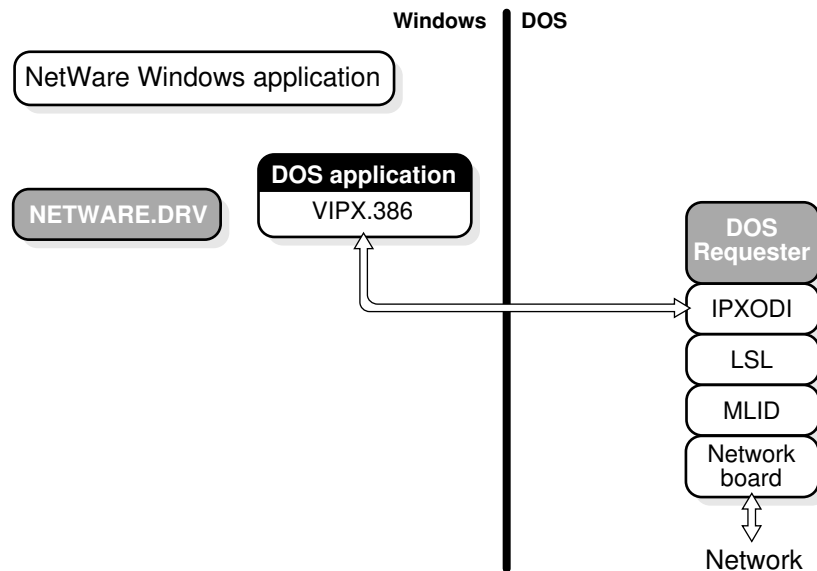 Windows DOS
NetWare Windows application
DOS application
NETWARE.DRV
VIPX.386
DOS
Requester
IPXODI
LSL
MLID
Network
board
Network